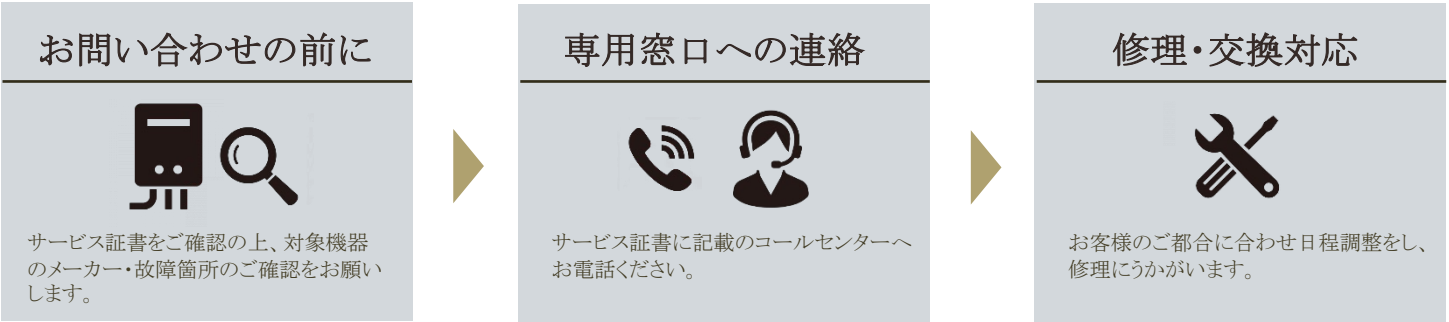 お問い合わせの前に
サービス証書をご確認の上、対象機器
のメーカー・故障箇所のご確認をお願い
します。
専用窓口への連絡
サービス証書に記載のコールセンターへ
お電話ください。
修理・交換対応
お客様のご都合に合わせ日程調整をし、
修理にうかがいます。